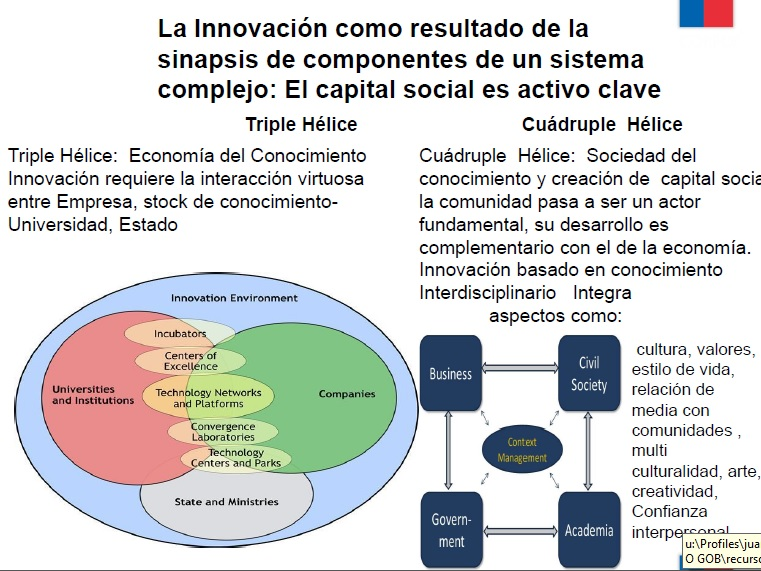 La Innovación como resultado de la
sinapsis de componentes de un sistema
complejo: El capital social es activo clave
Triple Hélice
Triple Hélice: Economía del Conocimiento
Innovación requiere la interacción virtuosa
entre Empresa, stock de conocimiento-
Universidad, Estado
Innovation Environment
Incubators
Centers of
Excellence
Universities
and Institutions
Technology Networks
and Platforms
Companies
Convergence
Laboratories
Technology
Centers and Parks
State and Ministries
Cuádruple Hélice
Cuádruple Hélice: Sociedad del
conocimiento y creación de capital socia
la comunidad pasa a ser un actor
fundamental, su desarrollo es
complementario con el de la economía.
Innovación basado en conocimiento
Interdisciplinario Integra
aspectos como:
Business
Civil
Society
Context
Management
Govern-
ment
Academia
cultura, valores,
estilo de vida,
relación de
media con
comunidades ,
multi
culturalidad, arte,
creatividad,
Confianza
interpersonal
u:\Profiles\jua
O GOB\recurso